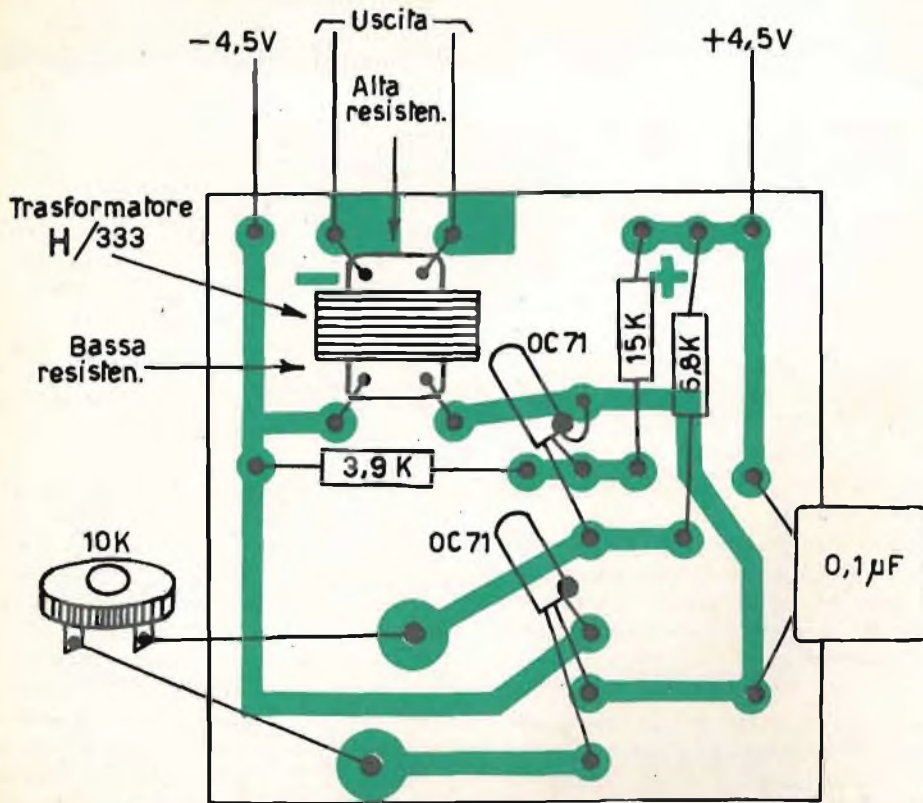 Uscita
-4,5V
+4,5V
Alta
resisten.
Trasformatore
H/333
-
+
Bassa
resisten.
OC71
15K
6,8K
3,9 K
OC71
10K
0,1µF